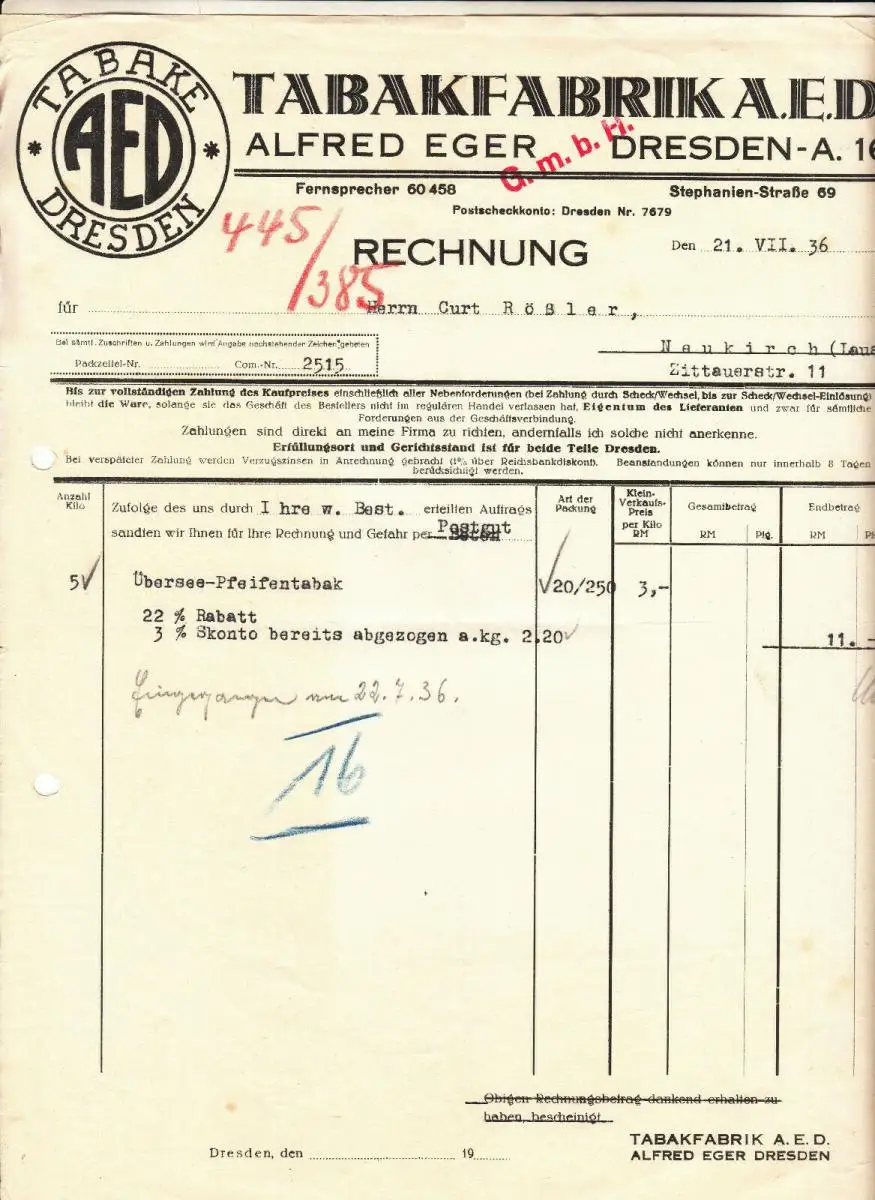 TABAKE
AED
DRESDEN
TABAKFABRIK A.E.D
ALFRED EGER DRESDEN-A. 16
G.m.b.H.
Fernsprecher 60 458
Stephanien-Straße 69
Postscheckkonto: Dresden Nr. 7679
445/385
RECHNUNG
Den 21. VII. 36
für Herrn Curt Rößler,
Bei sämtl. Zuschriften u. Zahlungen wird Angabe nachstehender Zeichen gebeten
Packzettel-Nr. Com.-Nr. 2515
Neukirch (Laus
Zittauerstr. 11
Bis zur vollständigen Zahlung des Kaufpreises einschließlich aller Nebenforderungen (bei Zahlung durch Scheck/Wechsel, bis zur Scheck/Wechsel-Einlösung)
bleibt die Ware, solange sie das Geschäft des Bestellers nicht im regulären Handel verlassen hat, Eigentum des Lieferanten und zwar für sämtliche
Forderungen aus der Geschäftsverbindung.
Zahlungen sind direkt an meine Firma zu richten, andernfalls ich solche nicht anerkenne.
Erfüllungsort und Gerichtsstand ist für beide Teile Dresden.
Bei verspäteter Zahlung werden Verzugszinsen in Anrechnung gebracht (1% über Reichsbankdiskont). Beanstandungen können nur innerhalb 8 Tagen
berücksichtigt werden.
Anzahl Kilo
Zufolge des uns durch Ihre w. Best. erteilten Auftrags
sandten wir Ihnen für Ihre Rechnung und Gefahr per Postgut
Art der Packung
Klein-Verkaufs-Preis per Kilo RM
Gesamtbetrag RM Pfg.
Endbetrag RM Pf
5 Übersee-Pfeifentabak 20/250 3,-
22 % Rabatt
3 % Skonto bereits abgezogen a.kg. 2.20 11.-
Eingegangen am 22.7.36.
16
Obigen Rechnungsbetrag dankend erhalten zu
haben, bescheinigt
Dresden, den 19
TABAKFABRIK A.E.D.
ALFRED EGER DRESDEN